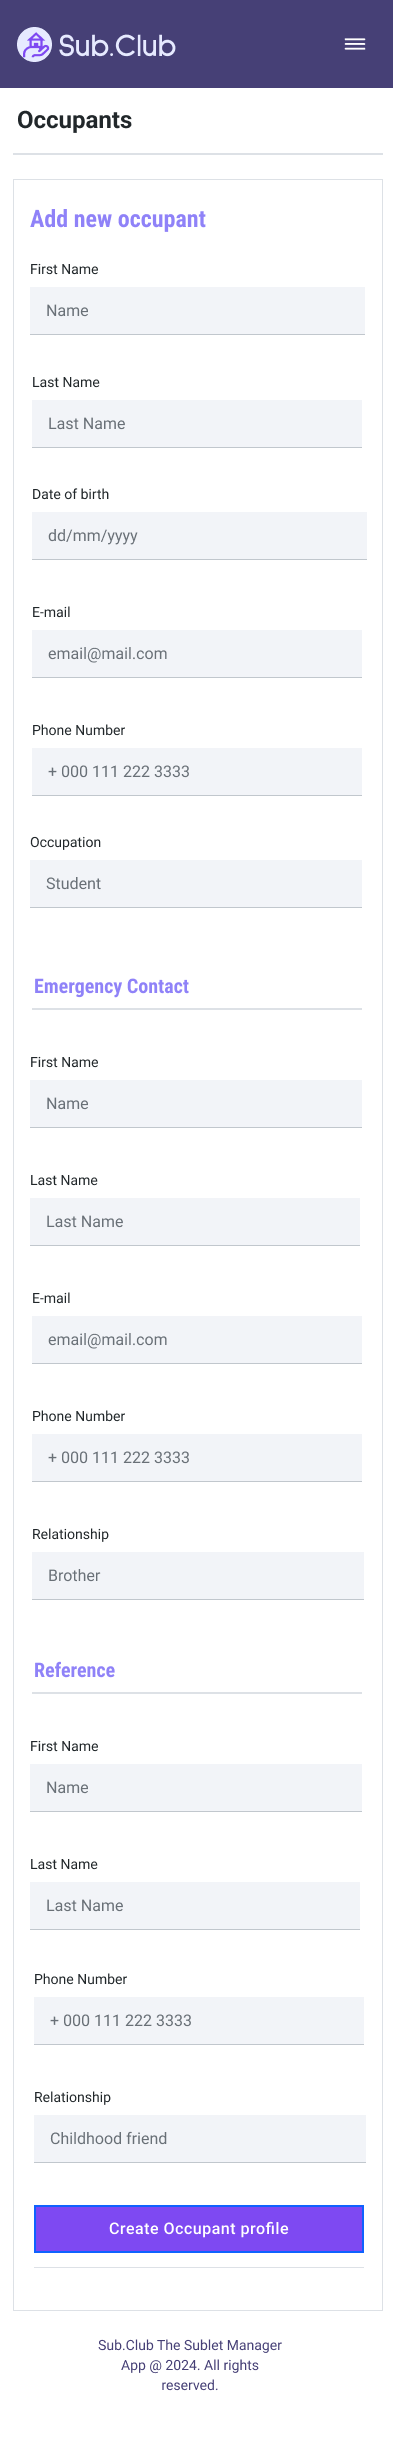 Sub.Club
Occupants
Add new occupant
First Name
Name
Last Name
Last Name
Date of birth
dd/mm/yyyy
E-mail
email@mail.com
Phone Number
+ 000 111 222 3333
Occupation
Student
Emergency Contact
First Name
Name
Last Name
Last Name
E-mail
email@mail.com
Phone Number
+ 000 111 222 3333
Relationship
Brother
Reference
First Name
Name
Last Name
Last Name
Phone Number
+ 000 111 222 3333
Relationship
Childhood friend
Create Occupant profile
Sub.Club The Sublet Manager
App @ 2024. All rights
reserved.